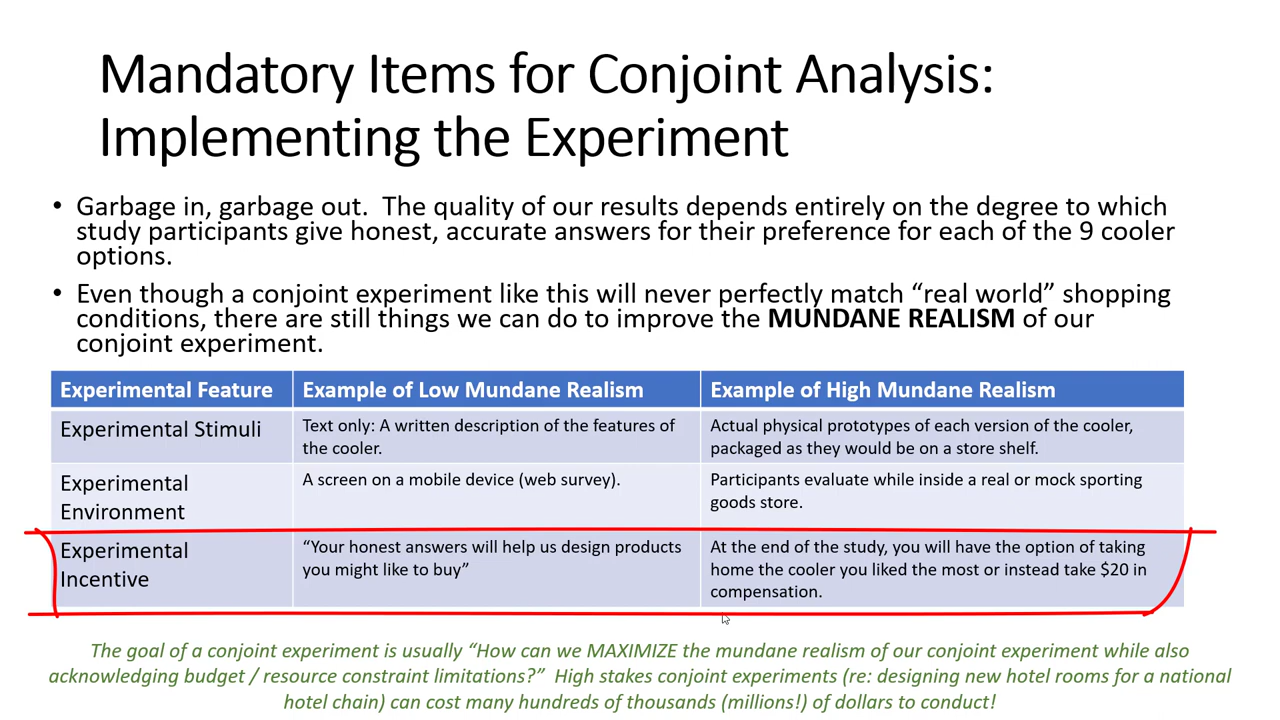 Mandatory Items for Conjoint Analysis:
Implementing the Experiment
• Garbage in, garbage out.  The quality of our results depends entirely on the degree to which
study participants give honest, accurate answers for their preference for each of the 9 cooler
options.
• Even though a conjoint experiment like this will never perfectly match “real world” shopping
conditions, there are still things we can do to improve the MUNDANE REALISM of our
conjoint experiment.
Experimental Feature
Example of Low Mundane Realism
Example of High Mundane Realism
Experimental Stimuli
Text only: A written description of the features of
the cooler.
Actual physical prototypes of each version of the cooler,
packaged as they would be on a store shelf.
Experimental
Environment
A screen on a mobile device (web survey).
Participants evaluate while inside a real or mock sporting
goods store.
Experimental
Incentive
“Your honest answers will help us design products
you might like to buy”
At the end of the study, you will have the option of taking
home the cooler you liked the most or instead take $20 in
compensation.
The goal of a conjoint experiment is usually “How can we MAXIMIZE the mundane realism of our conjoint experiment while also
acknowledging budget / resource constraint limitations?”  High stakes conjoint experiments (re: designing new hotel rooms for a national
hotel chain) can cost many hundreds of thousands (millions!) of dollars to conduct!